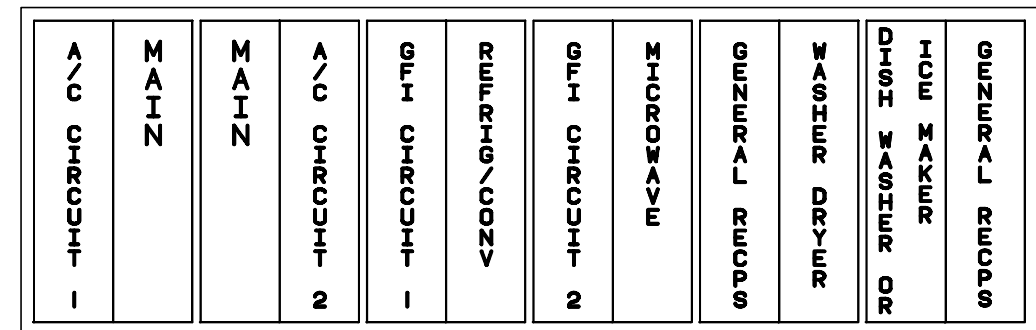 A/C CIRCUIT 1
MAIN
MAIN
A/C CIRCUIT 2
GFI CIRCUIT 1
REFRIG/CONV
GFI CIRCUIT 2
MICROWAVE
GENERAL RECPS
WASHER DRYER
DISH WASHER OR
ICE MAKER
GENERAL RECPS